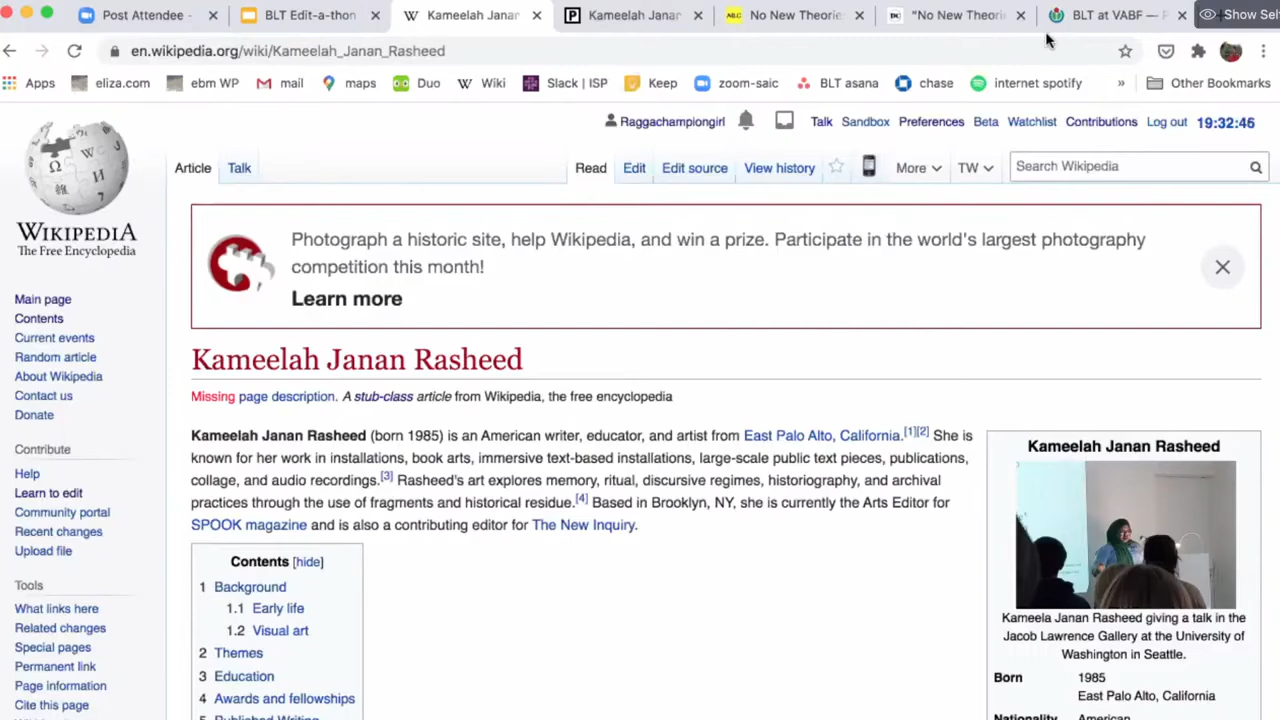 Post Attendee -
BLT Edit-a-thon
Kameelah Janan
Kameelah Janan
No New Theorie
"No New Theori
BLT at VABF — P
Show Sel
en.wikipedia.org/wiki/Kameelah_Janan_Rasheed
Apps eliza.com ebm WP mail maps Duo Wiki Slack | ISP Keep zoom-saic BLT asana chase internet spotify » Other Bookmarks
Raggachampiongirl Talk Sandbox Preferences Beta Watchlist Contributions Log out 19:32:46
Article Talk Read Edit Edit source View history More TW Search Wikipedia
WIKIPEDIA
The Free Encyclopedia
Main page
Contents
Current events
Random article
About Wikipedia
Contact us
Donate
Contribute
Help
Learn to edit
Community portal
Recent changes
Upload file
Tools
What links here
Related changes
Special pages
Permanent link
Page information
Cite this page
Photograph a historic site, help Wikipedia, and win a prize. Participate in the world's largest photography
competition this month!
Learn more
Kameelah Janan Rasheed
Missing page description. A stub-class article from Wikipedia, the free encyclopedia
Kameelah Janan Rasheed (born 1985) is an American writer, educator, and artist from East Palo Alto, California.[1][2] She is
known for her work in installations, book arts, immersive text-based installations, large-scale public text pieces, publications,
collage, and audio recordings.[3] Rasheed's art explores memory, ritual, discursive regimes, historiography, and archival
practices through the use of fragments and historical residue.[4] Based in Brooklyn, NY, she is currently the Arts Editor for
SPOOK magazine and is also a contributing editor for The New Inquiry.
Contents [hide]
1 Background
1.1 Early life
1.2 Visual art
2 Themes
3 Education
4 Awards and fellowships
5 Published Writing
Kameelah Janan Rasheed
Kameela Janan Rasheed giving a talk in the
Jacob Lawrence Gallery at the University of
Washington in Seattle.
Born 1985
East Palo Alto, California
Nationality American